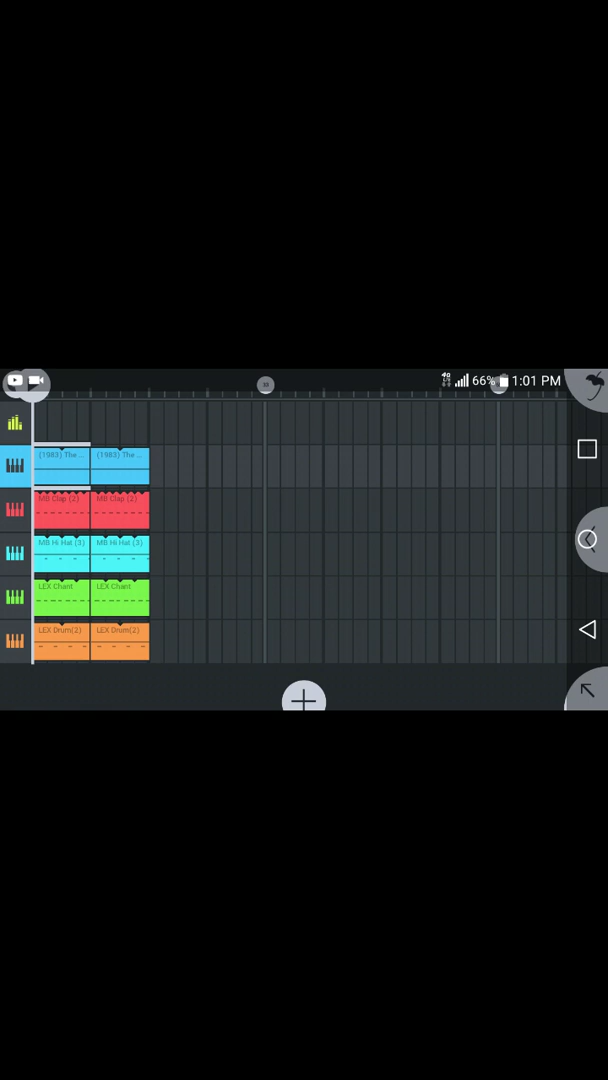 66% 1:01 PM
33
(1983) The ... (1983) The ...
MB Clap (2) MB Clap (2)
MB Hi Hat (3) MB Hi Hat (3)
LEX Chant LEX Chant
LEX Drum(2) LEX Drum(2)